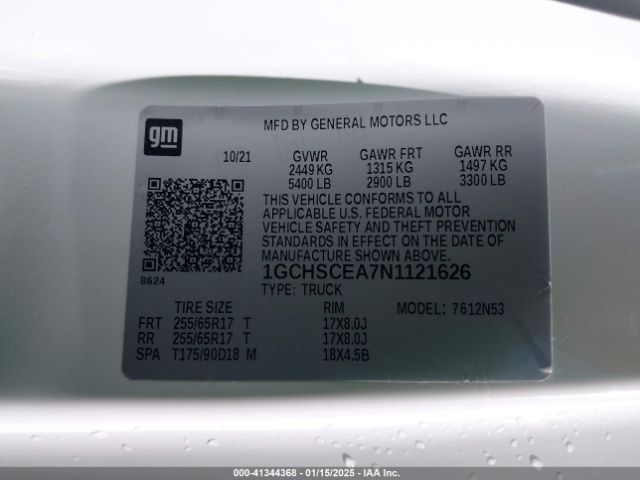 gm
MFD BY GENERAL MOTORS LLC
10/21 GVWR GAWR FRT GAWR RR
2449 KG 1315 KG 1497 KG
5400 LB 2900 LB 3300 LB
THIS VEHICLE CONFORMS TO ALL
APPLICABLE U.S. FEDERAL MOTOR
VEHICLE SAFETY AND THEFT PREVENTION
STANDARDS IN EFFECT ON THE DATE OF
MANUFACTURE SHOWN ABOVE.
8624
1GCHSCEA7N1121626
TYPE: TRUCK
TIRE SIZE RIM MODEL: 7612N53
FRT 255/65R17 T 17X8.0J
RR 255/65R17 T 17X8.0J
SPA T175/90D18 M 18X4.5B
000-41344368 - 01/15/2025 - IAA Inc.